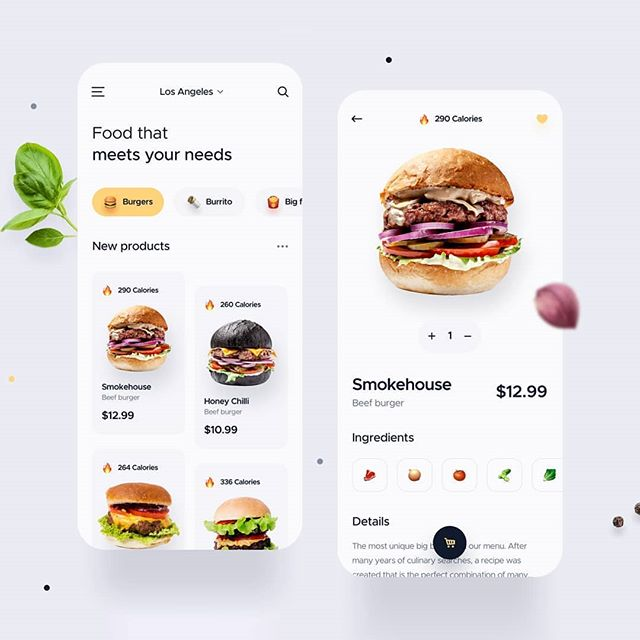 Los Angeles
Food that
meets your needs
Burgers
Burrito
Big f
New products
290 Calories
260 Calories
Smokehouse
Beef burger
$12.99
Honey Chilli
Beef burger
$10.99
264 Calories
336 Calories
290 Calories
+ 1 −
Smokehouse
Beef burger
$12.99
Ingredients
Details
The most unique big b our menu. After
many years of culinary searches, a recipe was
created that is the perfect combination of many